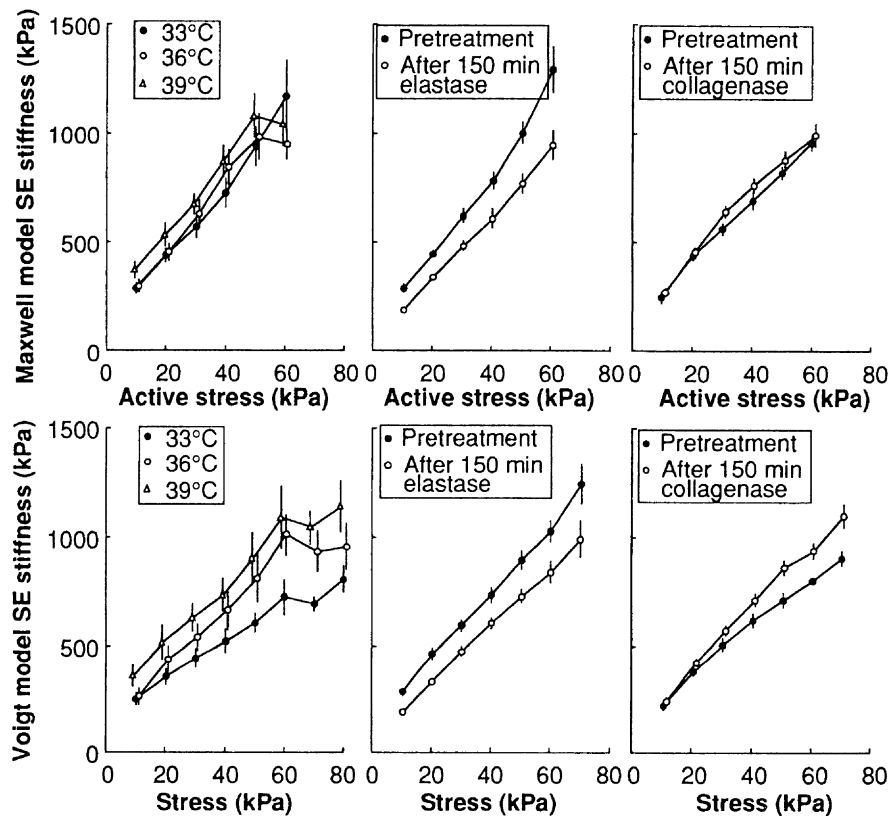 Maxwell model SE stiffness (kPa)
1500
1000
500
0
33°C
36°C
39°C
0 20 40 60 80
Active stress (kPa)
Pretreatment
After 150 min
elastase
0 20 40 60 80
Active stress (kPa)
Pretreatment
After 150 min
collagenase
0 20 40 60 80
Active stress (kPa)
Voigt model SE stiffness (kPa)
1500
1000
500
0
33°C
36°C
39°C
0 20 40 60 80
Stress (kPa)
Pretreatment
After 150 min
elastase
0 20 40 60 80
Stress (kPa)
Pretreatment
After 150 min
collagenase
0 20 40 60 80
Stress (kPa)